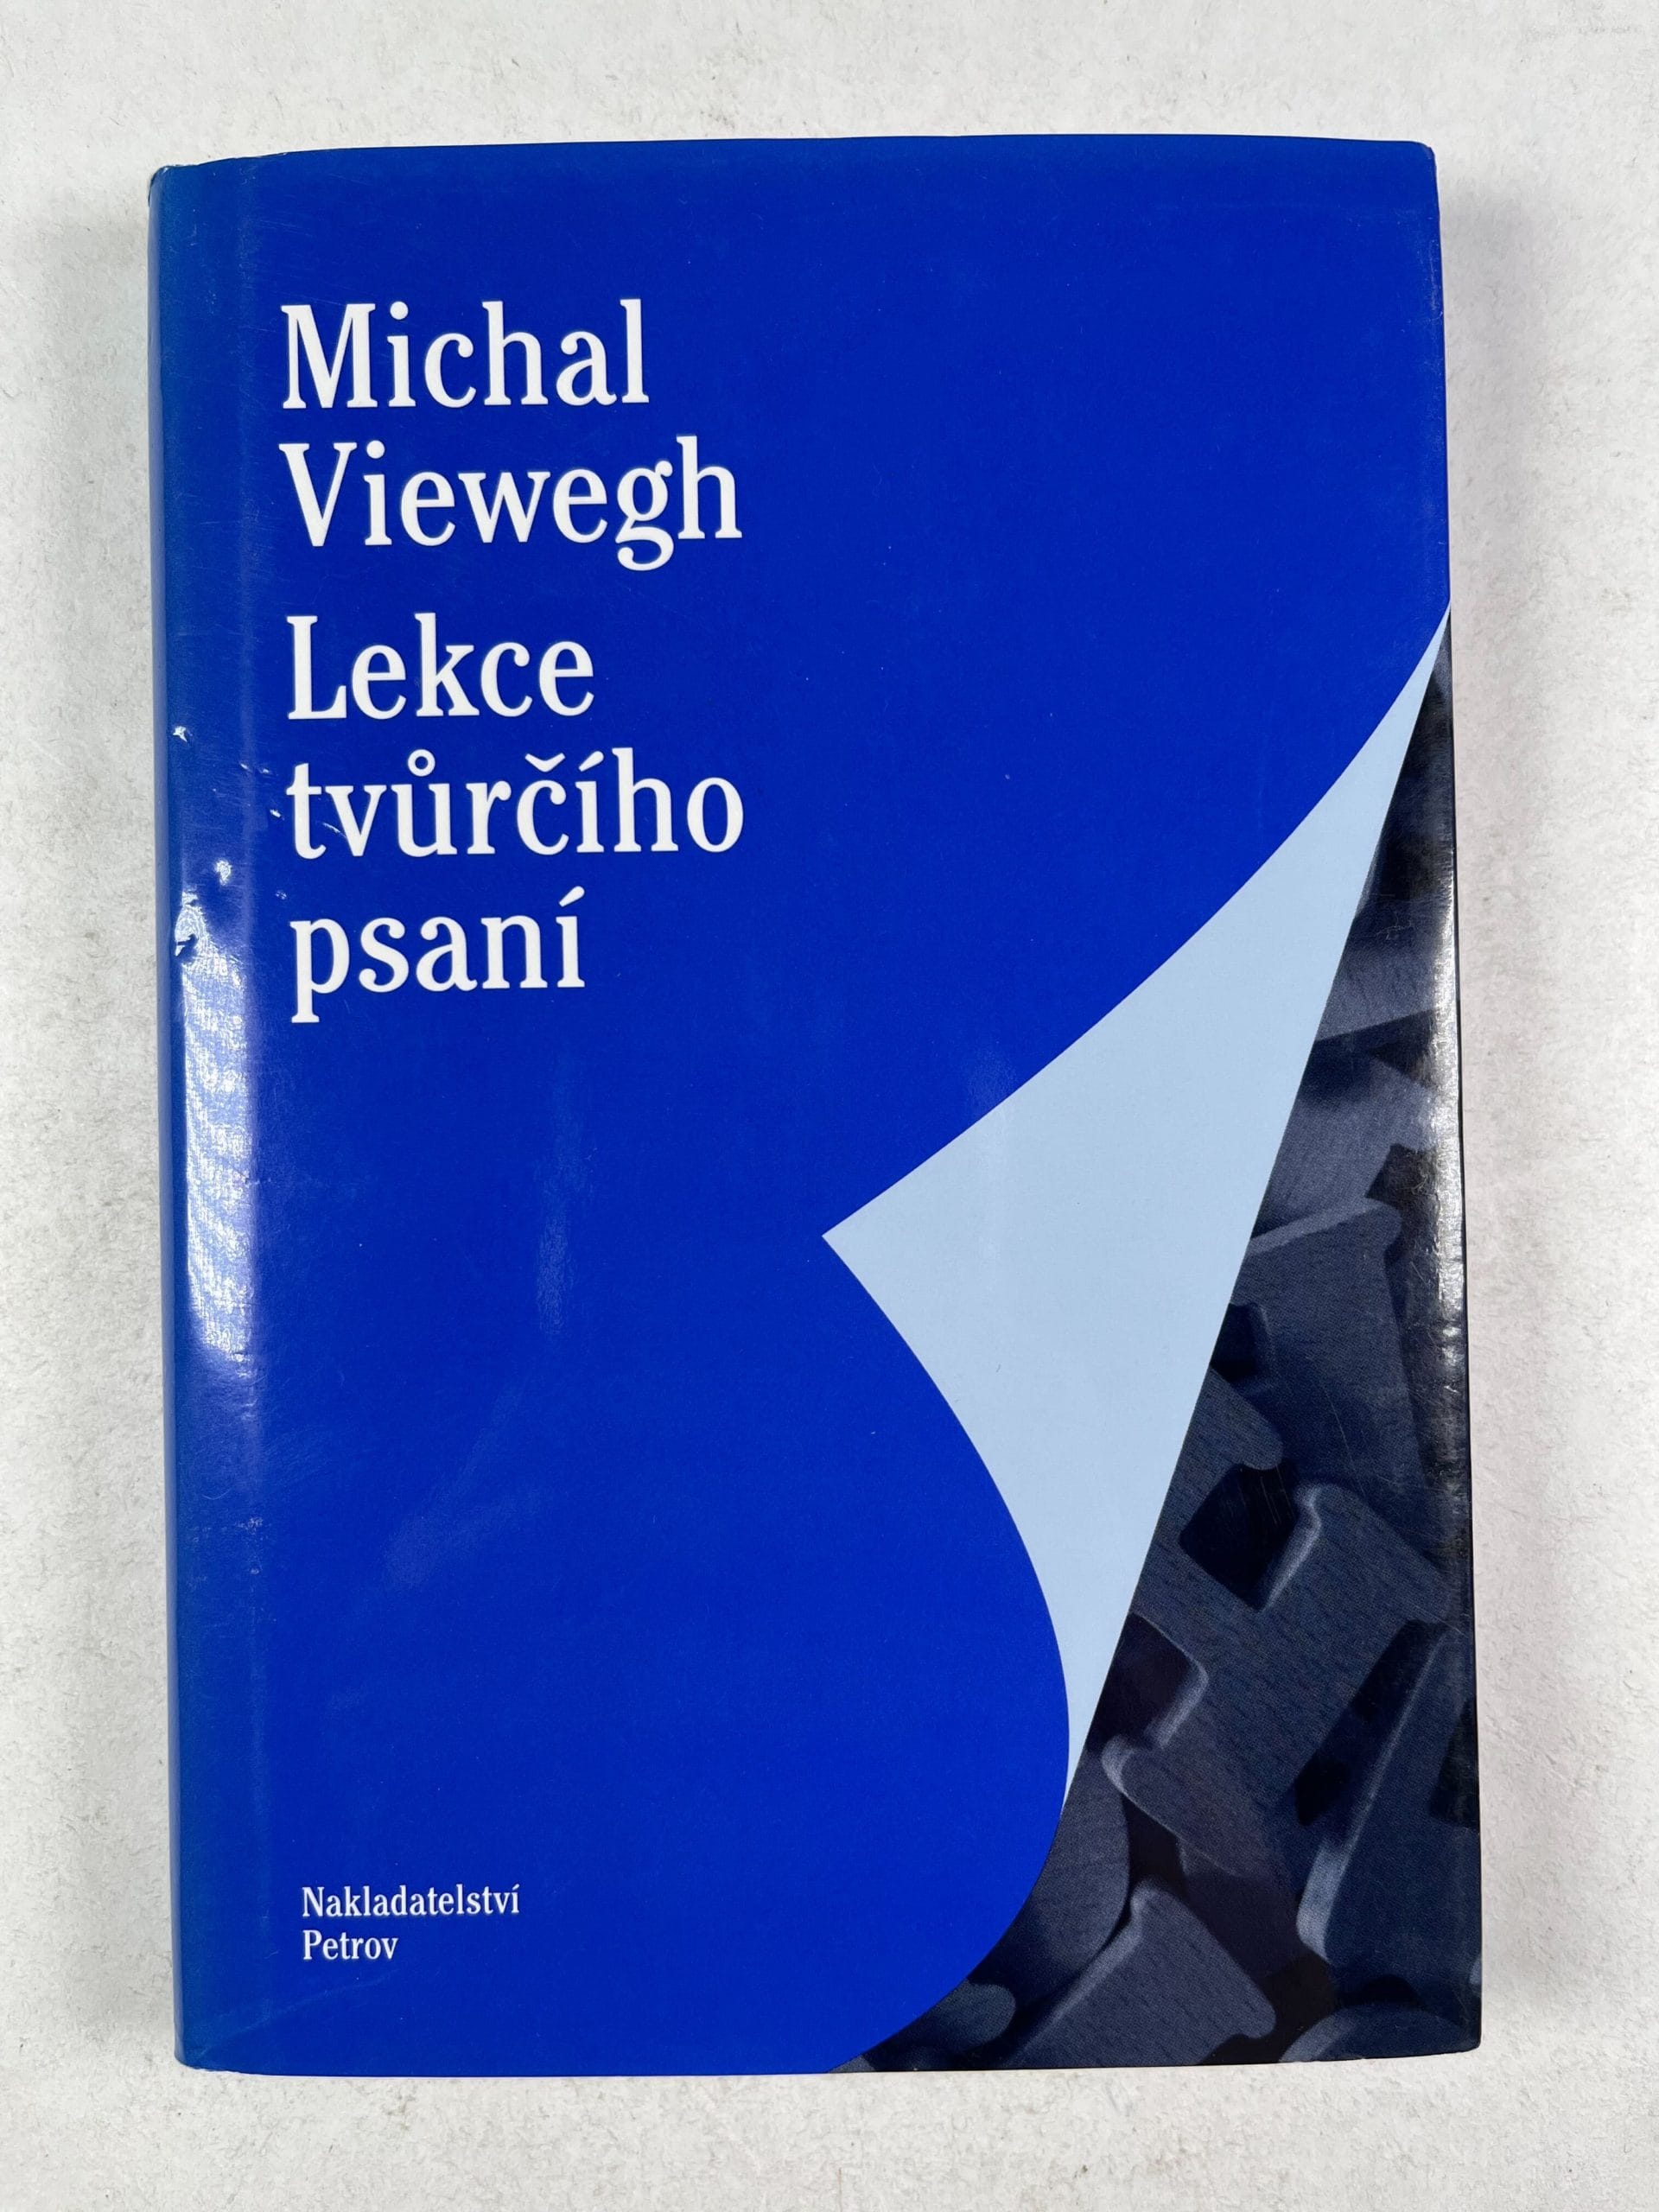 Michal
Viewegh
Lekce
tvůrčího
psaní
Nakladatelství
Petrov